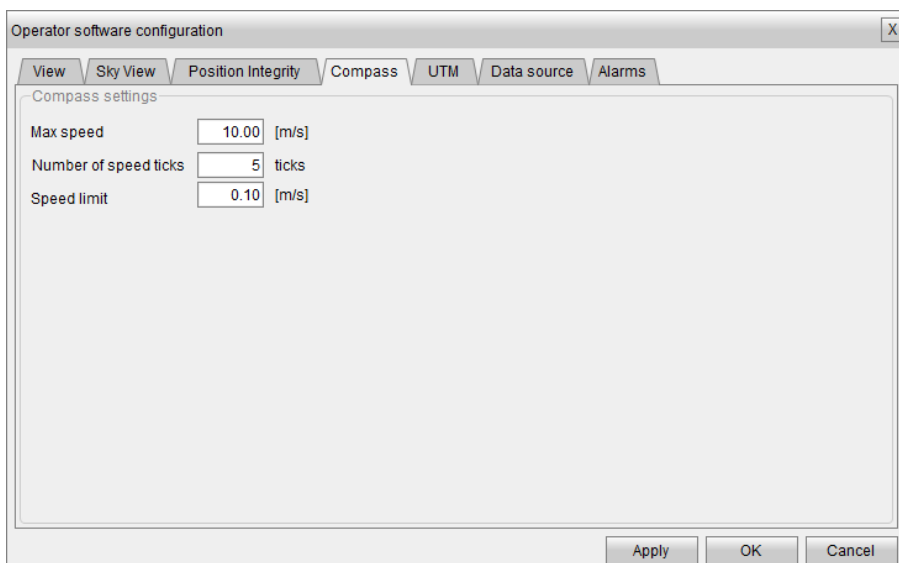 Operator software configuration X
View Sky View Position Integrity Compass UTM Data source Alarms
Compass settings
Max speed 10.00 [m/s]
Number of speed ticks 5 ticks
Speed limit 0.10 [m/s]
Apply OK Cancel